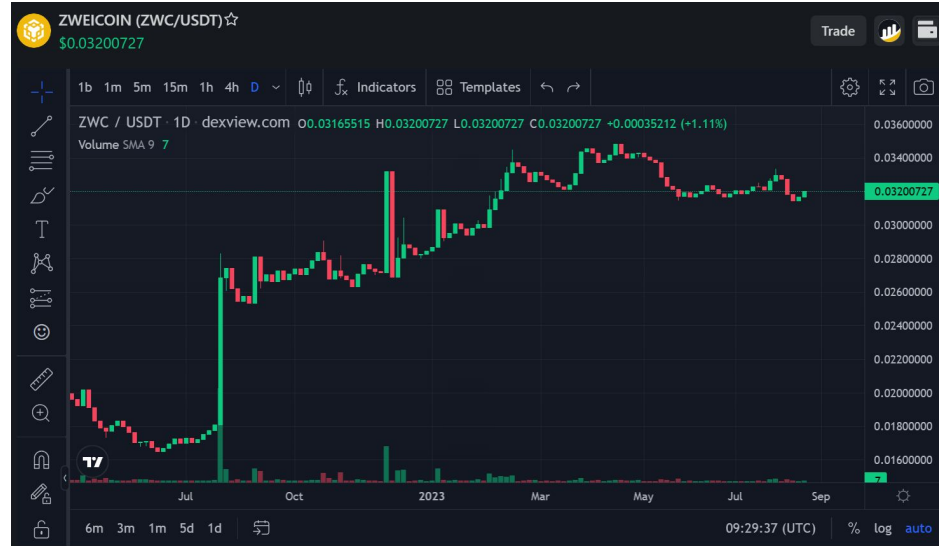 ZWEICOIN (ZWC/USDT)
$0.03200727
Trade
1b 1m 5m 15m 1h 4h D Indicators Templates
ZWC / USDT · 1D · dexview.com O0.03165515 H0.03200727 L0.03200727 C0.03200727 +0.00035212 (+1.11%)
Volume SMA 9 7
0.03600000
0.03400000
0.03200727
0.03000000
0.02800000
0.02600000
0.02400000
0.02200000
0.02000000
0.01800000
0.01600000
7
Jul Oct 2023 Mar May Jul Sep
6m 3m 1m 5d 1d 09:29:37 (UTC) % log auto